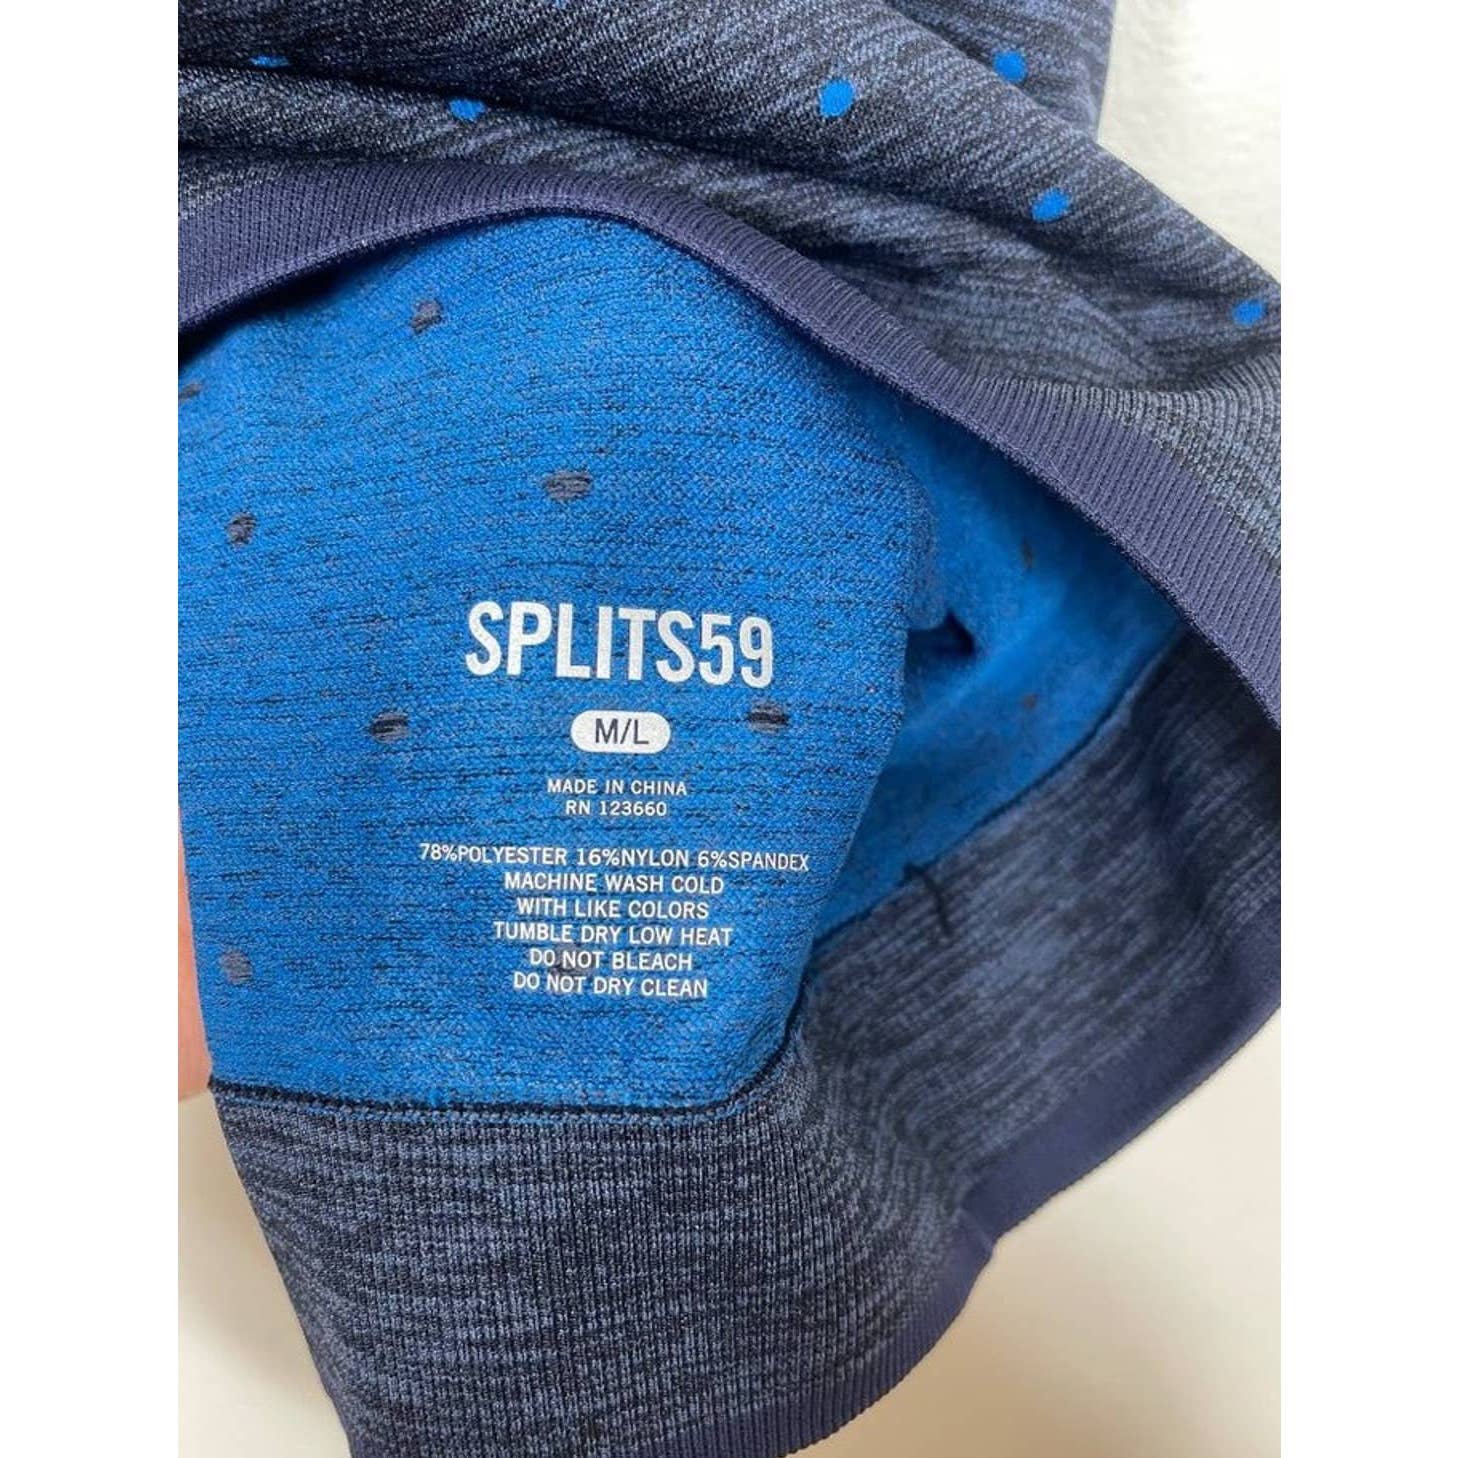 SPLITS59
M/L
MADE IN CHINA
RN 123660
78%POLYESTER 16%NYLON 6%SPANDEX
MACHINE WASH COLD
WITH LIKE COLORS
TUMBLE DRY LOW HEAT
DO NOT BLEACH
DO NOT DRY CLEAN